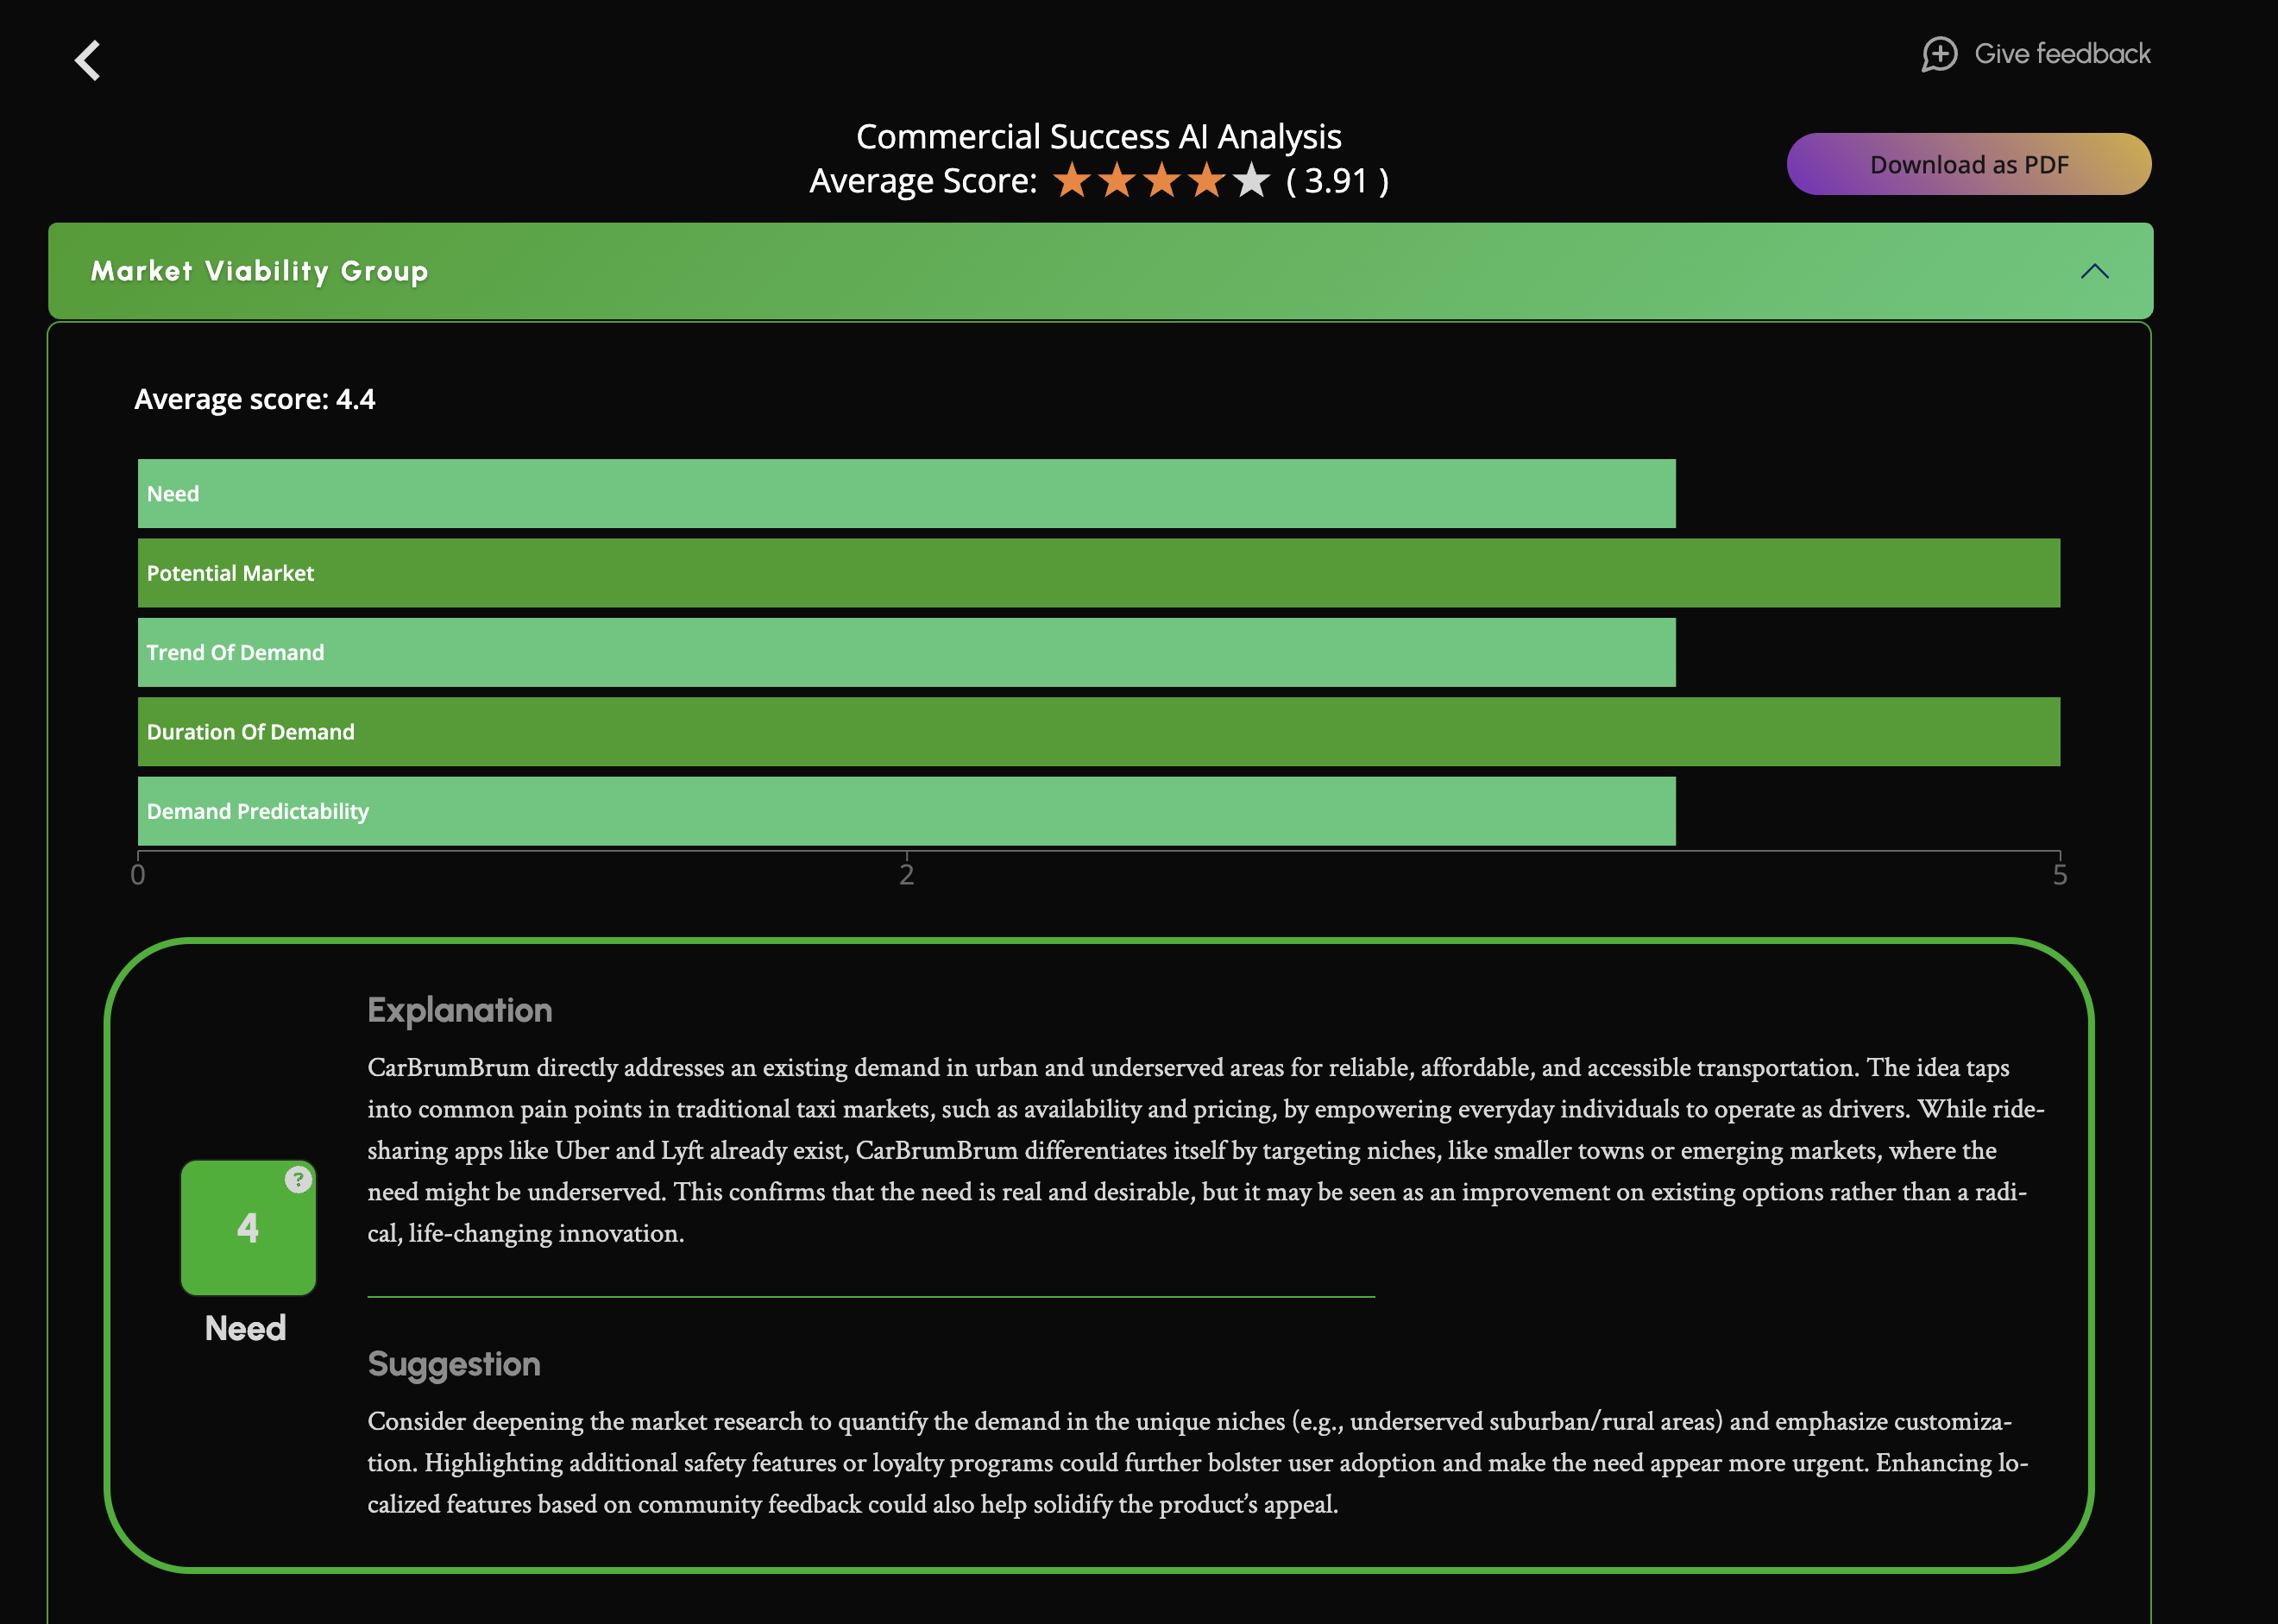 Give feedback
Commercial Success AI Analysis
Average Score: ( 3.91 )
Download as PDF
Market Viability Group
Average score: 4.4
Need
Potential Market
Trend Of Demand
Duration Of Demand
Demand Predictability
0 2 5
Explanation
CarBrumBrum directly addresses an existing demand in urban and underserved areas for reliable, affordable, and accessible transportation. The idea taps
into common pain points in traditional taxi markets, such as availability and pricing, by empowering everyday individuals to operate as drivers. While ride-
sharing apps like Uber and Lyft already exist, CarBrumBrum differentiates itself by targeting niches, like smaller towns or emerging markets, where the
need might be underserved. This confirms that the need is real and desirable, but it may be seen as an improvement on existing options rather than a radi-
cal, life-changing innovation.
?
4
Need
Suggestion
Consider deepening the market research to quantify the demand in the unique niches (e.g., underserved suburban/rural areas) and emphasize customiza-
tion. Highlighting additional safety features or loyalty programs could further bolster user adoption and make the need appear more urgent. Enhancing lo-
calized features based on community feedback could also help solidify the product’s appeal.